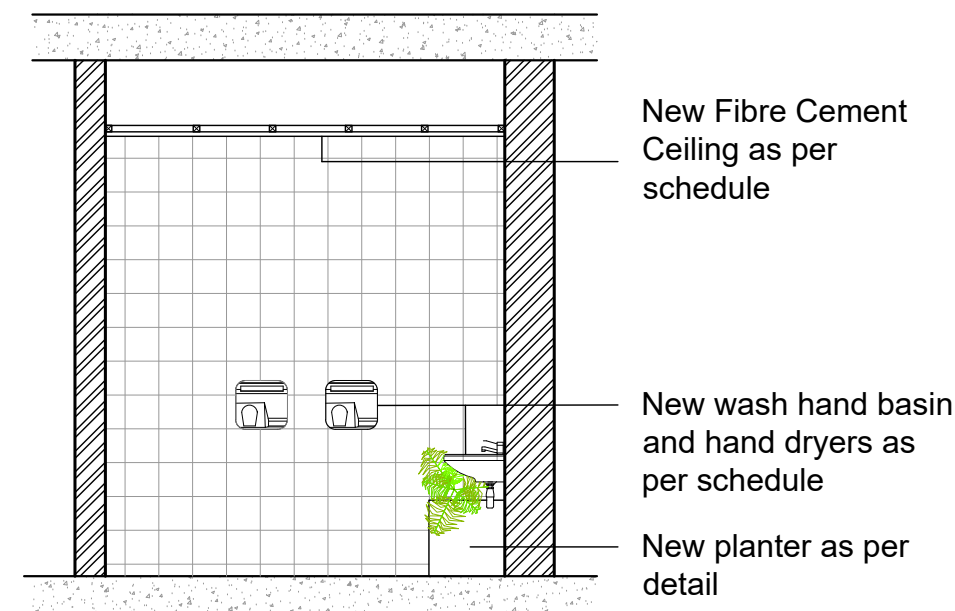 New Fibre Cement
Ceiling as per
schedule
New wash hand basin
and hand dryers as
per schedule
New planter as per
detail